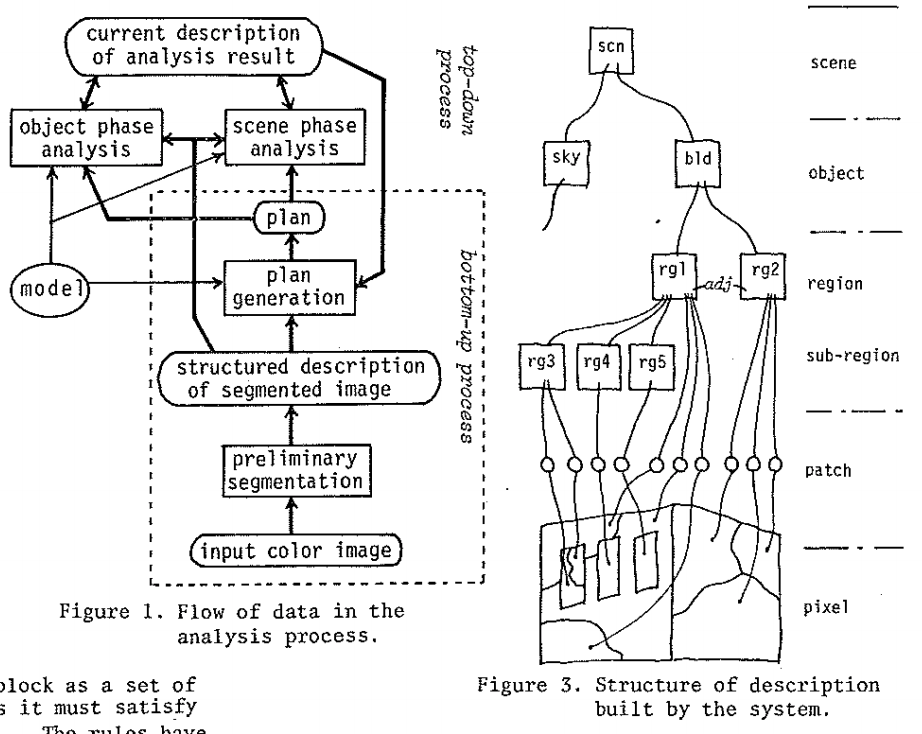 current description
of analysis result
top-down
process
object phase
analysis
scene phase
analysis
plan
model
plan
generation
bottom-up process
structured description
of segmented image
preliminary
segmentation
input color image
Figure 1. Flow of data in the
analysis process.
block as a set of
s it must satisfy
The rules have
scn
scene
sky
bld
object
rg1
adj
rg2
region
rg3
rg4
rg5
sub-region
patch
pixel
Figure 3. Structure of description
built by the system.